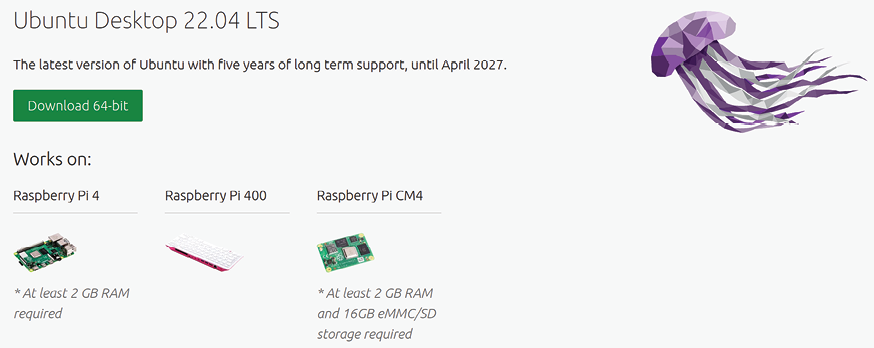 Ubuntu Desktop 22.04 LTS
The latest version of Ubuntu with five years of long term support, until April 2027.
Download 64-bit
Works on:
Raspberry Pi 4
Raspberry Pi 400
Raspberry Pi CM4
* At least 2 GB RAM
required
* At least 2 GB RAM
and 16GB eMMC/SD
storage required